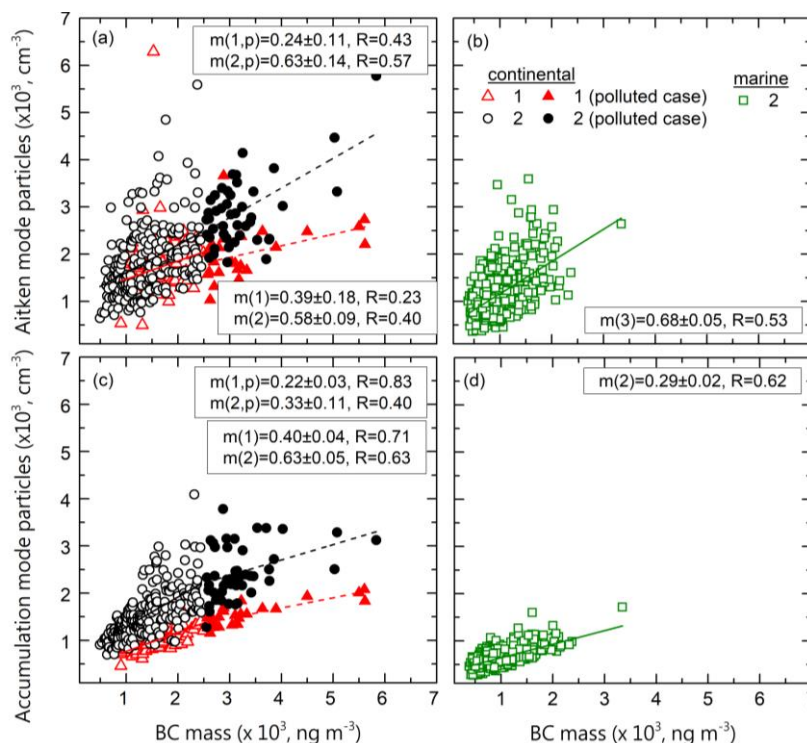 (a)
m(1,p)=0.24±0.11, R=0.43
m(2,p)=0.63±0.14, R=0.57
m(1)=0.39±0.18, R=0.23
m(2)=0.58±0.09, R=0.40
Aitken mode particles (x10³, cm⁻³)
7
6
5
4
3
2
1
(b)
continental
marine
1
1 (polluted case)
2
2
2 (polluted case)
m(3)=0.68±0.05, R=0.53
(c)
m(1,p)=0.22±0.03, R=0.83
m(2,p)=0.33±0.11, R=0.40
m(1)=0.40±0.04, R=0.71
m(2)=0.63±0.05, R=0.63
Accumulation mode particles (x10³, cm⁻³)
7
6
5
4
3
2
1
(d)
m(2)=0.29±0.02, R=0.62
1 2 3 4 5 6 7
1 2 3 4 5 6 7
BC mass (x 10³, ng m⁻³)
BC mass (x 10³, ng m⁻³)